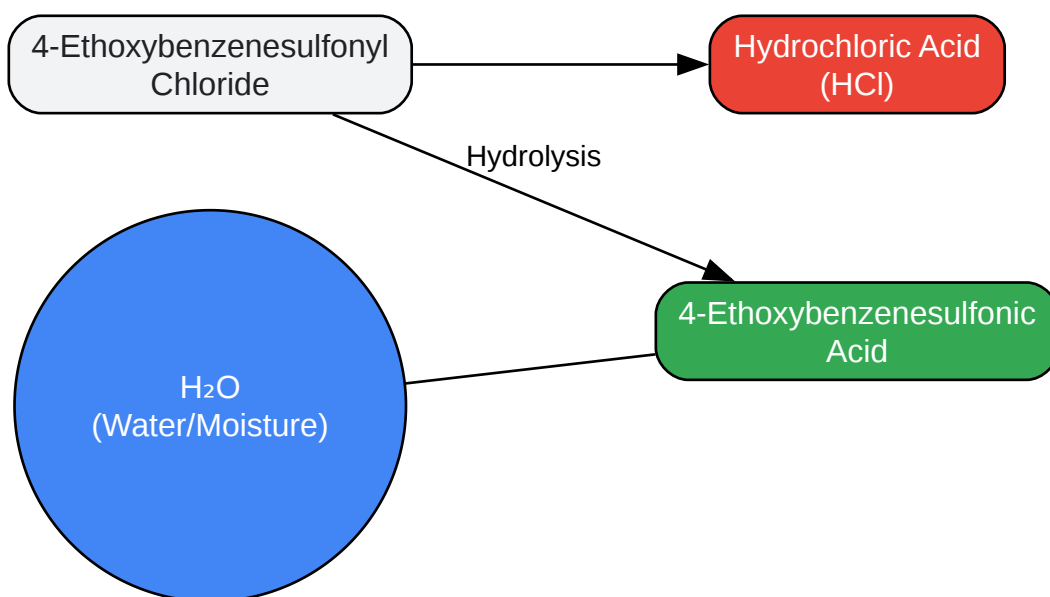 4-Ethoxybenzenesulfonyl
Chloride
Hydrochloric Acid
(HCl)
Hydrolysis
4-Ethoxybenzenesulfonic
Acid
H₂O
(Water/Moisture)